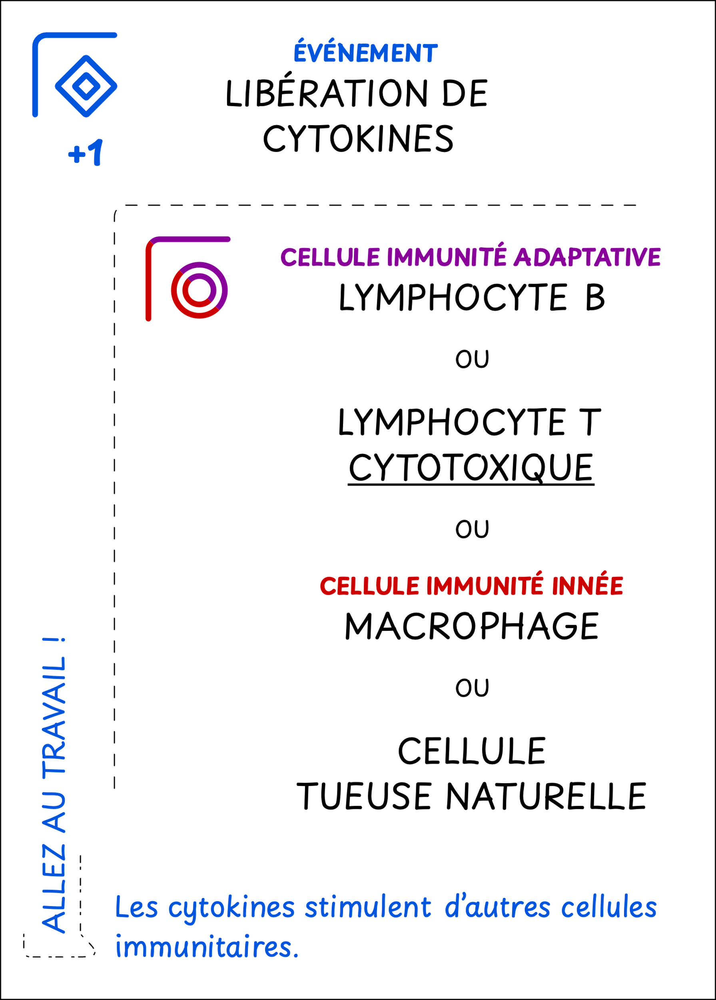 +1
ÉVÉNEMENT
LIBÉRATION DE
CYTOKINES
CELLULE IMMUNITÉ ADAPTATIVE
LYMPHOCYTE B
OU
LYMPHOCYTE T
CYTOTOXIQUE
OU
CELLULE IMMUNITÉ INNÉE
MACROPHAGE
OU
CELLULE
TUEUSE NATURELLE
ALLEZ AU TRAVAIL !
Les cytokines stimulent d'autres cellules
immunitaires.